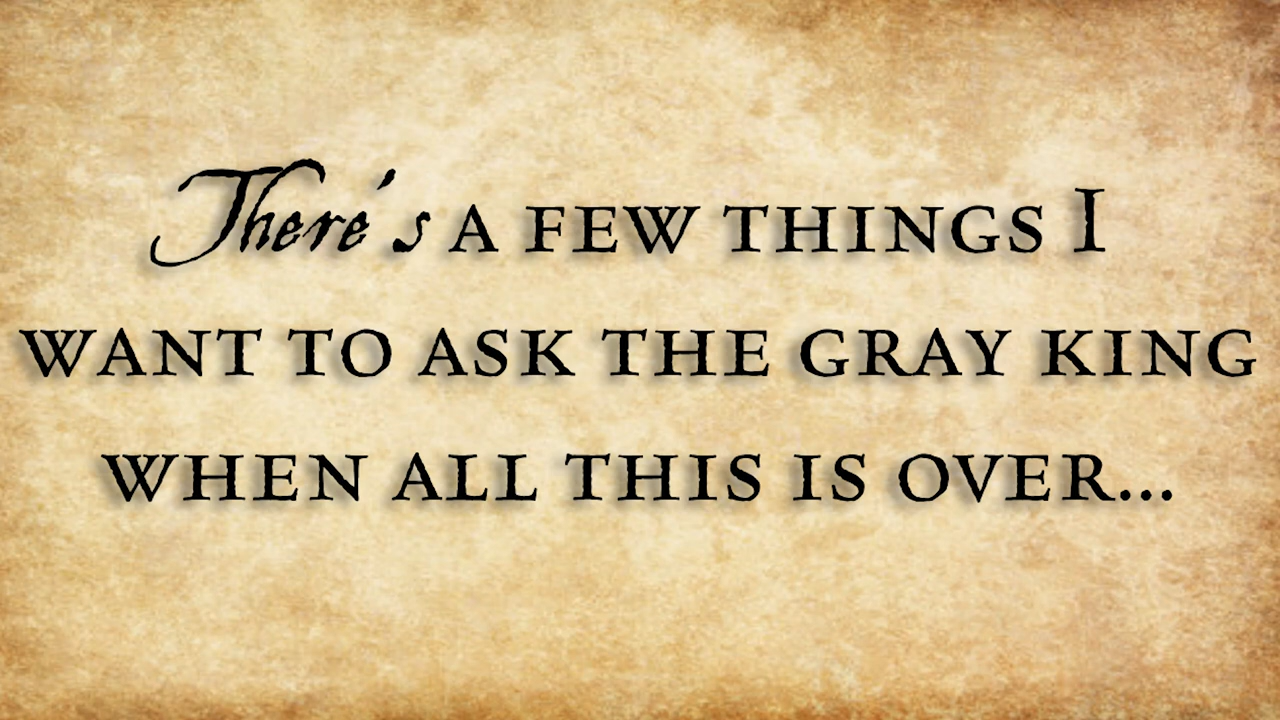 There's a few things I
want to ask the Gray King
when all this is over...